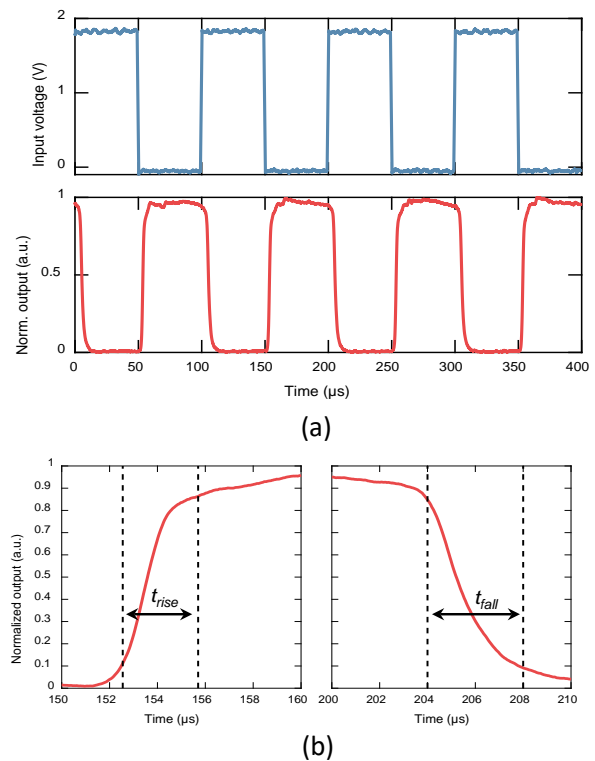 2
1
0
Input voltage (V)
1
0.5
0
Norm. output (a.u.)
0 50 100 150 200 250 300 350 400
Time (µs)
(a)
1
0.9
0.8
0.7
0.6
0.5
0.4
0.3
0.2
0.1
0
Normalized output (a.u.)
t_rise t_fall
150 152 154 156 158 160 200 202 204 206 208 210
Time (µs) Time (µs)
(b)